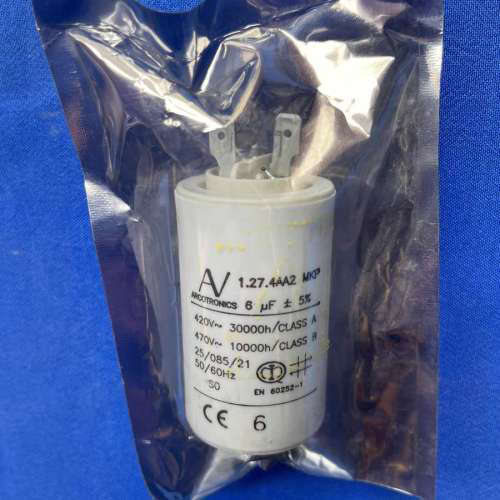 AV 1.27.4AA2 MKP
ARCOTRONICS 6 µF ± 5%
420V~ 30000h/CLASS A
470V~ 10000h/CLASS B
25/085/21
50/60Hz
S0 EN 60252-1
CE 6